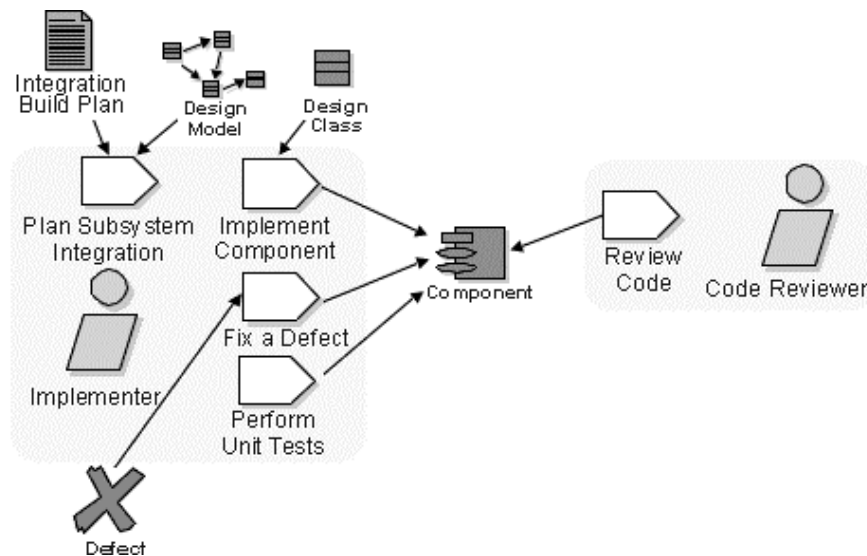 Integration
Build Plan
Design
Model
Design
Class
Plan Subsystem
Integration
Implement
Component
Review
Code
Code Reviewer
Component
Fix a Defect
Implementer
Perform
Unit Tests
Defect